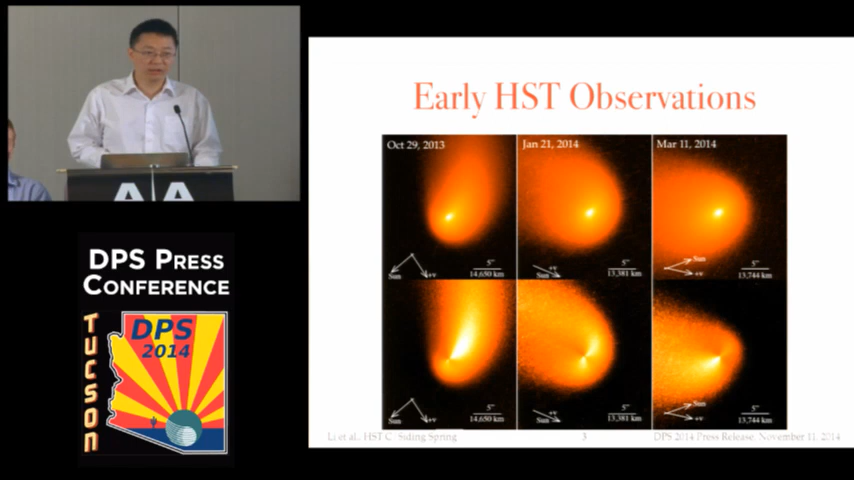 AAA
DPS PRESS
CONFERENCE
TUCSON
DPS
2014
Early HST Observations
Oct 29, 2013
Jan 21, 2014
Mar 11, 2014
Sun
+v
5"
14,650 km
Sun
+v
5"
13,381 km
Sun
+v
5"
13,744 km
Sun
+v
5"
14,650 km
Sun
+v
5"
13,381 km
Sun
+v
5"
13,744 km
Li et al., HST C Siding Spring
3
DPS 2014 Press Release, November 11, 2014